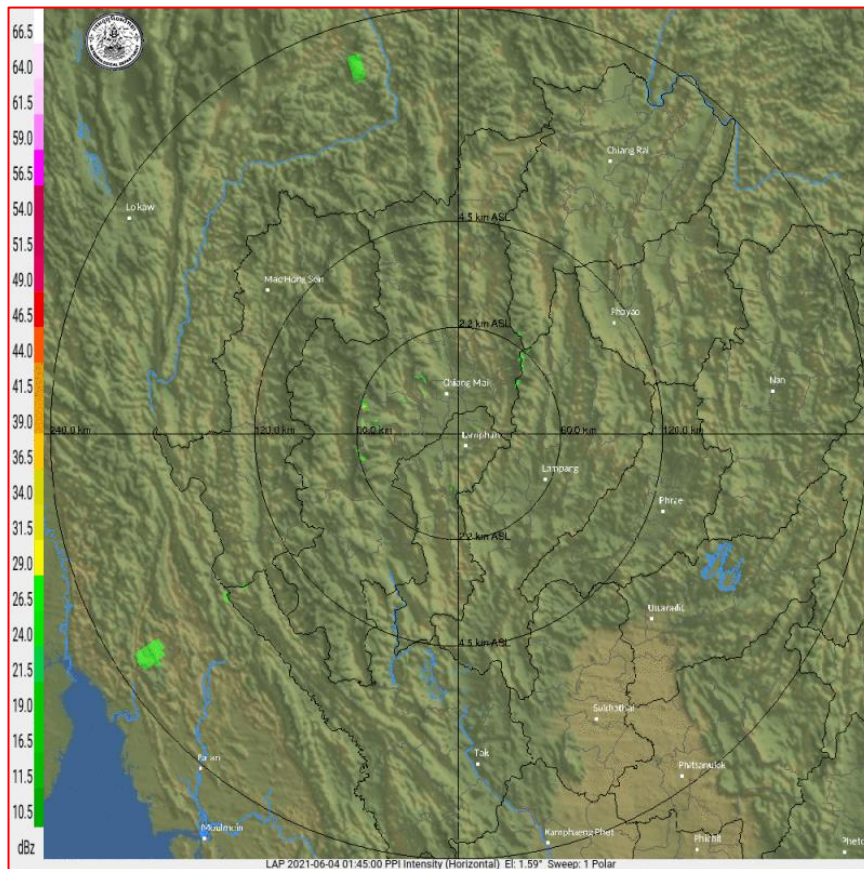 66.5
64.0
61.5
59.0
56.5
54.0
51.5
49.0
46.5
44.0
41.5
39.0
36.5
34.0
31.5
29.0
26.5
24.0
21.5
19.0
16.5
11.5
10.5
dBz
Chiang Rai
Loikaw
4.5 km ASL
Mae Hong Son
Phayao
2.2 km ASL
Chiang Mai
Nan
240.0 km
120.0 km
60.0 km
60.0 km
120.0 km
Lamphun
Lampang
Phrae
2.2 km ASL
Uttaradit
4.5 km ASL
Sukhothai
Tak
Pa'an
Phitsanulok
Moulmein
Kamphaeng Phet
Phichit
LAP 2021-06-04 01:45:00 PPI Intensity (Horizontal) El: 1.59° Sweep: 1 Polar